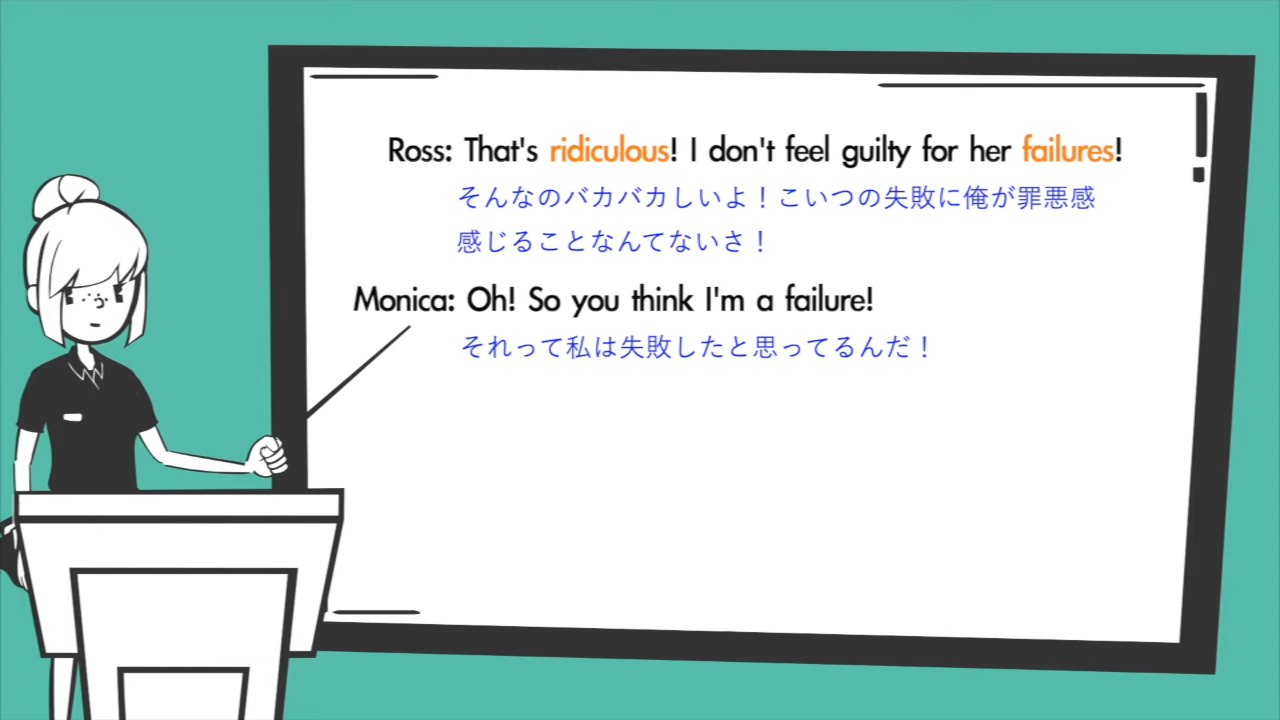 Ross: That's ridiculous! I don't feel guilty for her failures!
そんなのバカバカしいよ！こいつの失敗に俺が罪悪感
感じることなんてないさ！
Monica: Oh! So you think I'm a failure!
それって私は失敗したと思ってるんだ！